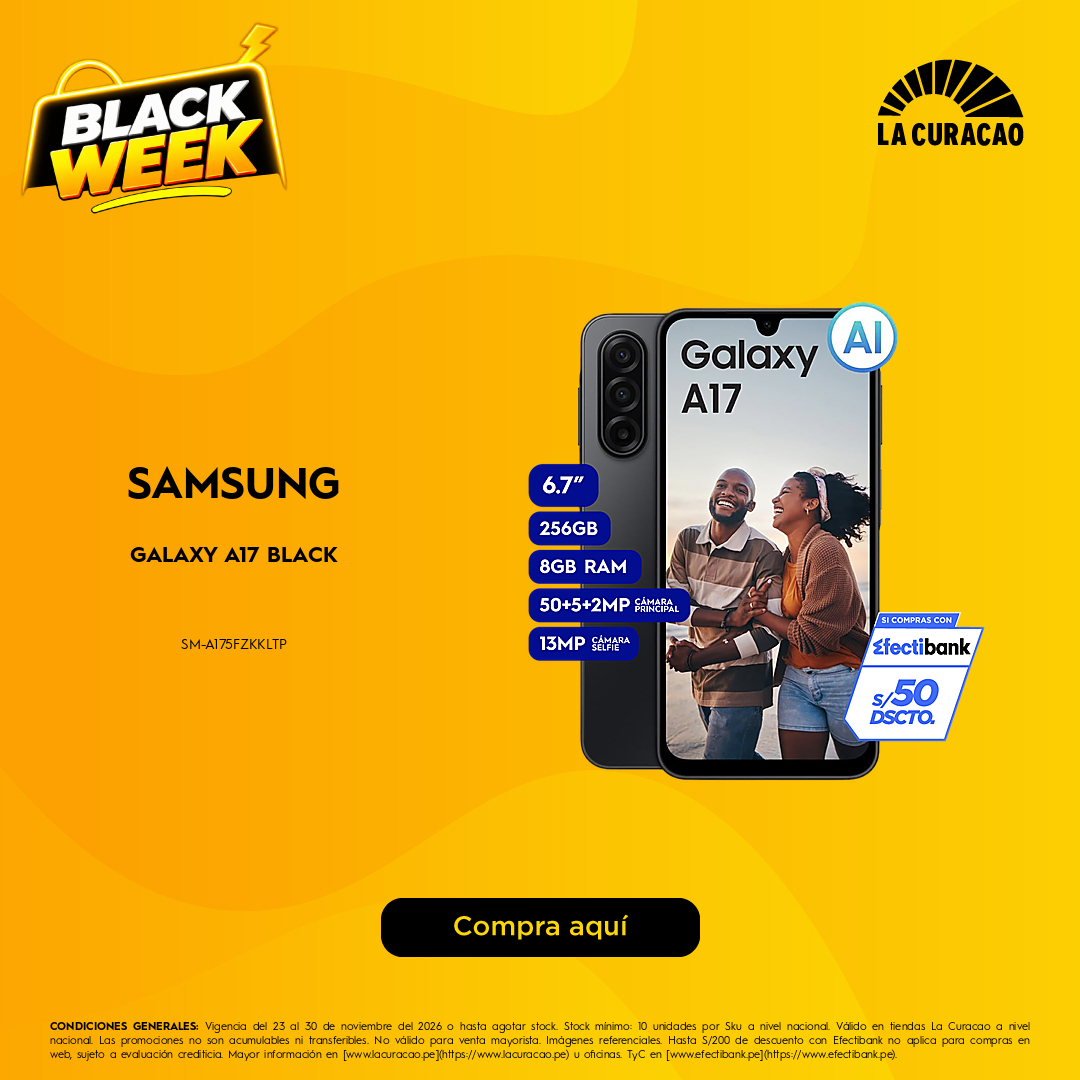 BLACK
WEEK
LA CURACAO
Galaxy
A17
AI
SAMSUNG
GALAXY A17 BLACK
SM-A175FZKKLTP
6.7”
256GB
8GB RAM
50+5+2MP CÁMARA PRINCIPAL
13MP CÁMARA SELFIE
SI COMPRAS CON
Efectibank
S/50
DSCTO.
Compra aquí
CONDICIONES GENERALES: Vigencia del 23 al 30 de noviembre del 2026 o hasta agotar stock. Stock mínimo: 10 unidades por Sku a nivel nacional. Válido en tiendas La Curacao a nivel
nacional. Las promociones no son acumulables ni transferibles. No válido para venta mayorista. Imágenes referenciales. Hasta S/200 de descuento con Efectibank no aplica para compras en
web, sujeto a evaluación crediticia. Mayor información en [www.lacuracao.pe](https://www.lacuracao.pe) u oficinas. TyC en [www.efectibank.pe](https://www.efectibank.pe).